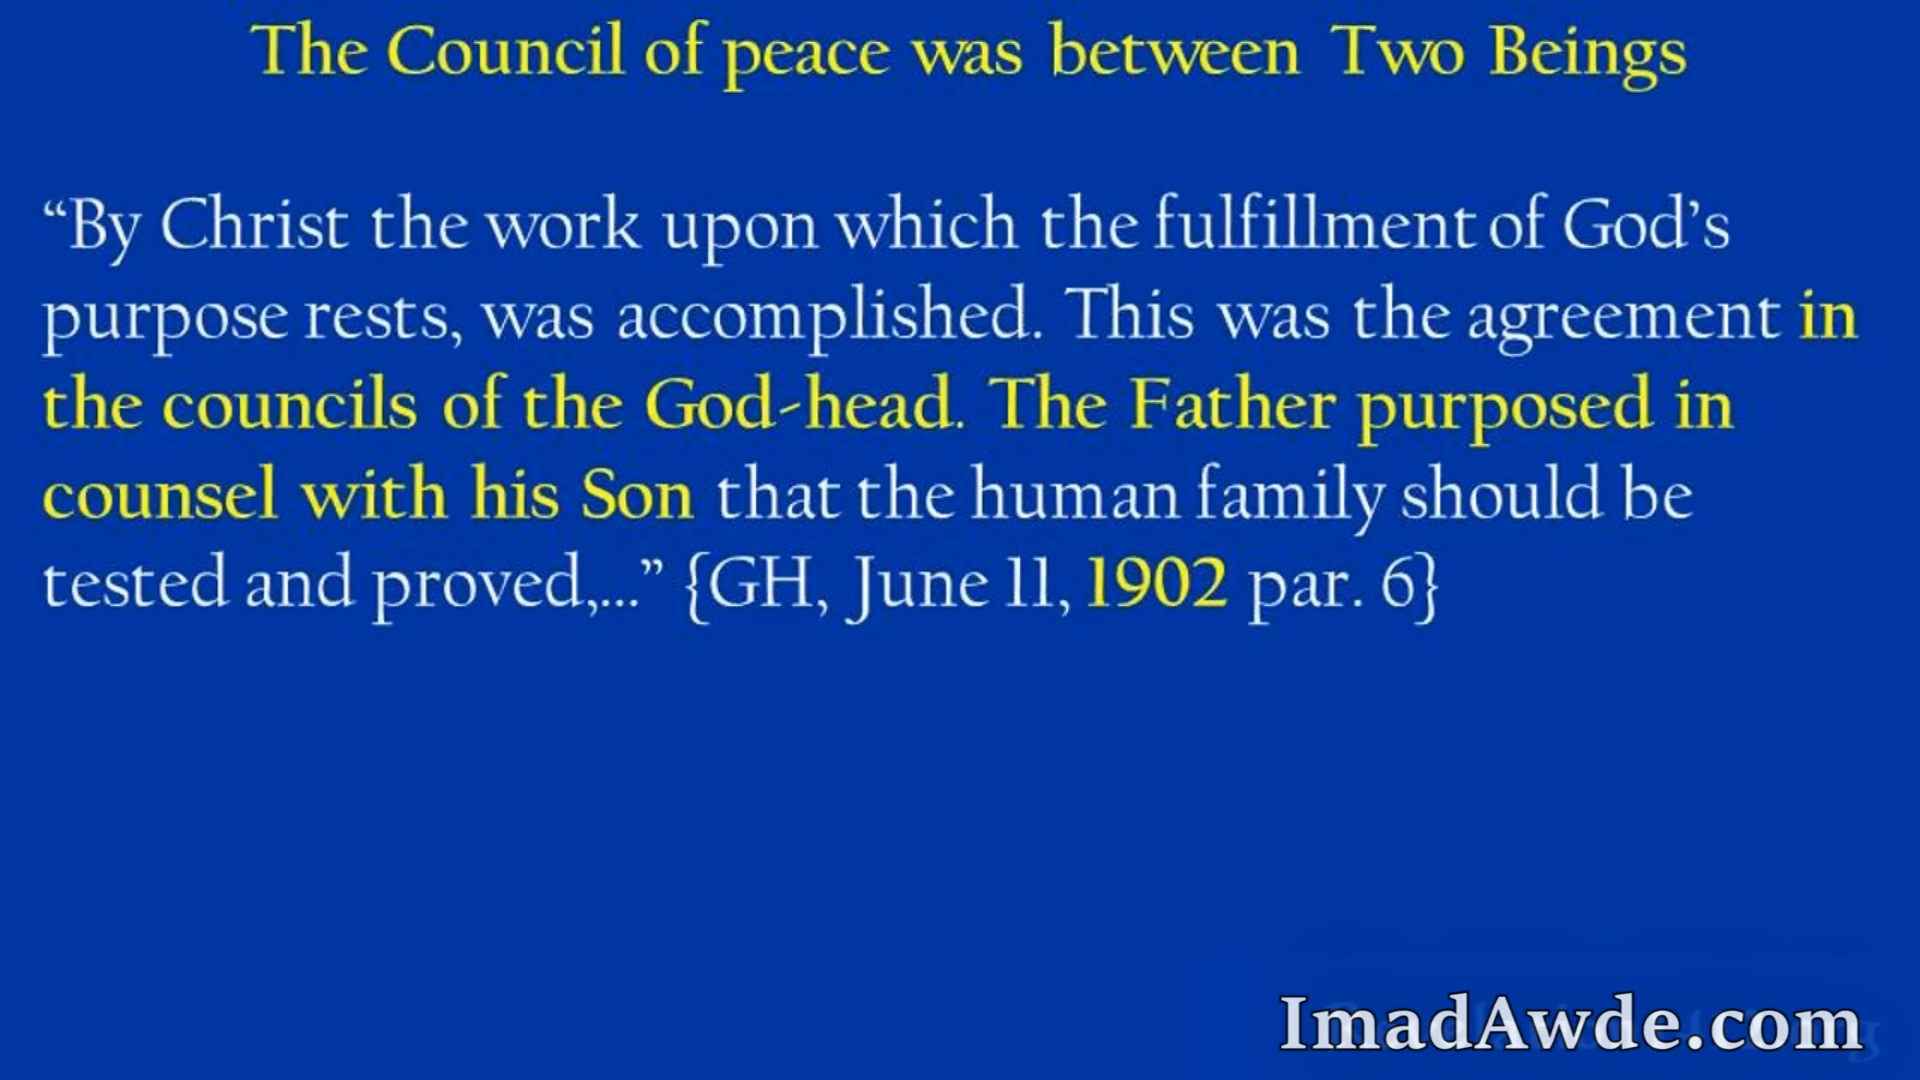 The Council of peace was between Two Beings
“By Christ the work upon which the fulfillment of God’s
purpose rests, was accomplished. This was the agreement in
the councils of the God-head. The Father purposed in
counsel with his Son that the human family should be
tested and proved,...” {GH, June 11, 1902 par. 6}
ImadAwde.com